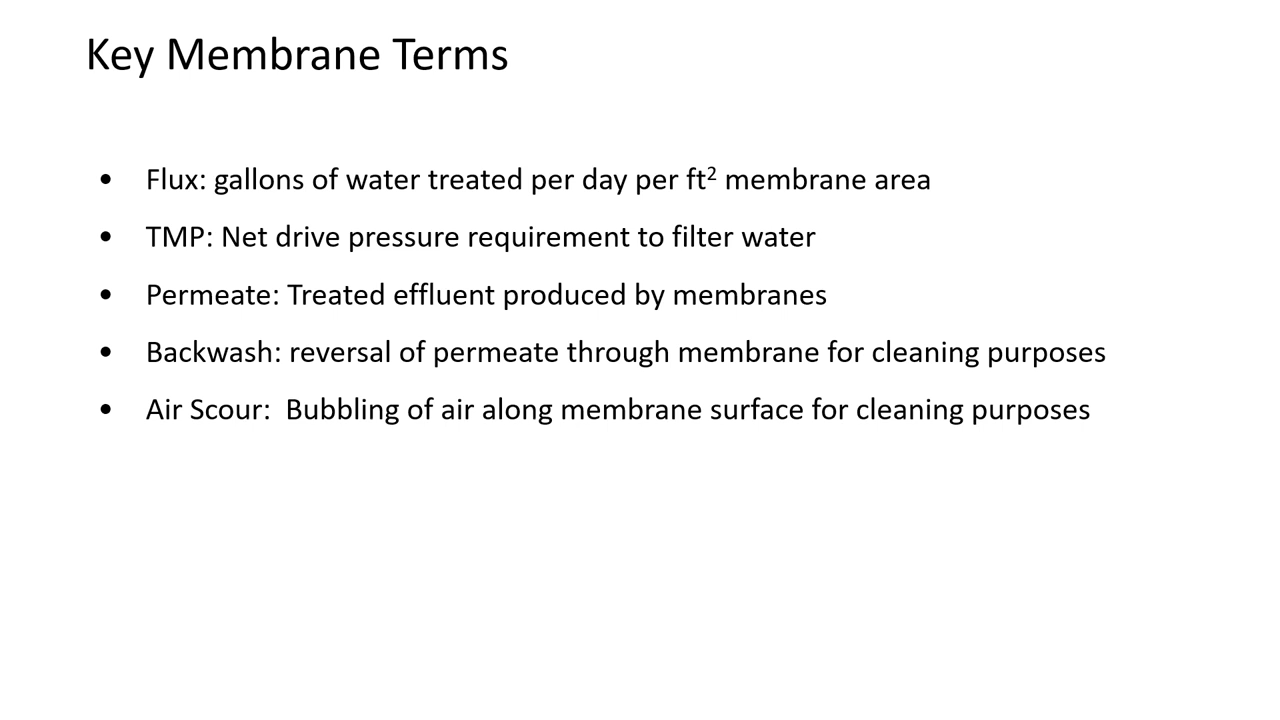 Key Membrane Terms
• Flux: gallons of water treated per day per ft² membrane area
• TMP: Net drive pressure requirement to filter water
• Permeate: Treated effluent produced by membranes
• Backwash: reversal of permeate through membrane for cleaning purposes
• Air Scour:  Bubbling of air along membrane surface for cleaning purposes